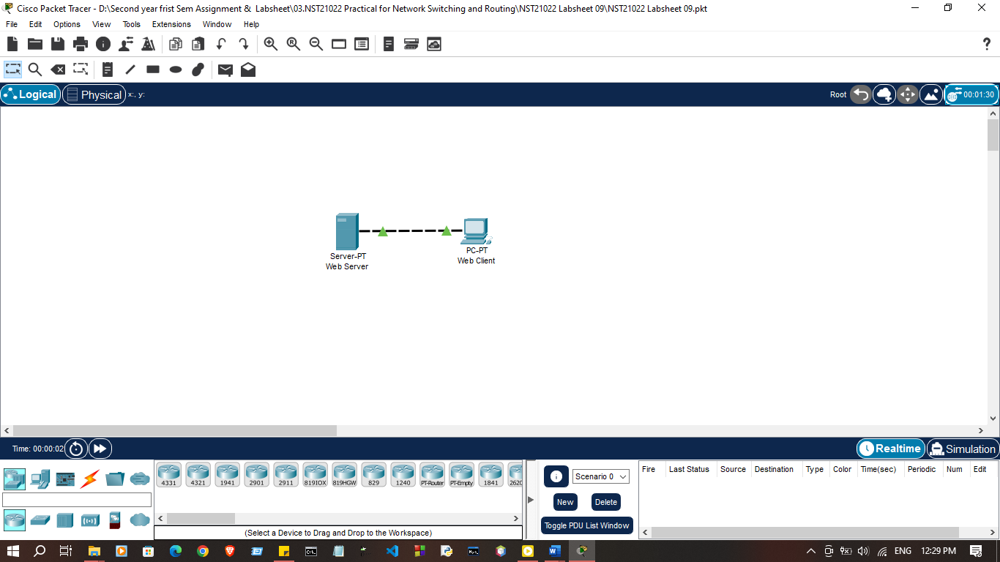 Cisco Packet Tracer - D:\Second year frist Sem Assignment &  Labsheet\03.NST21022 Practical for Network Switching and Routing\NST21022 Labsheet 09\NST21022 Labsheet 09.pkt
File Edit Options View Tools Extensions Window Help
Logical Physical x:, y: Root 00:01:30
Server-PT
Web Server
PC-PT
Web Client
Time: 00:00:02 Realtime Simulation
4331 4321 1941 2901 2911 819IOX 819HGW 829 1240 PT-Router PT-Empty 1841 2620
(Select a Device to Drag and Drop to the Workspace)
Scenario 0
New Delete
Toggle PDU List Window
Fire Last Status Source Destination Type Color Time(sec) Periodic Num Edit
ENG 12:29 PM